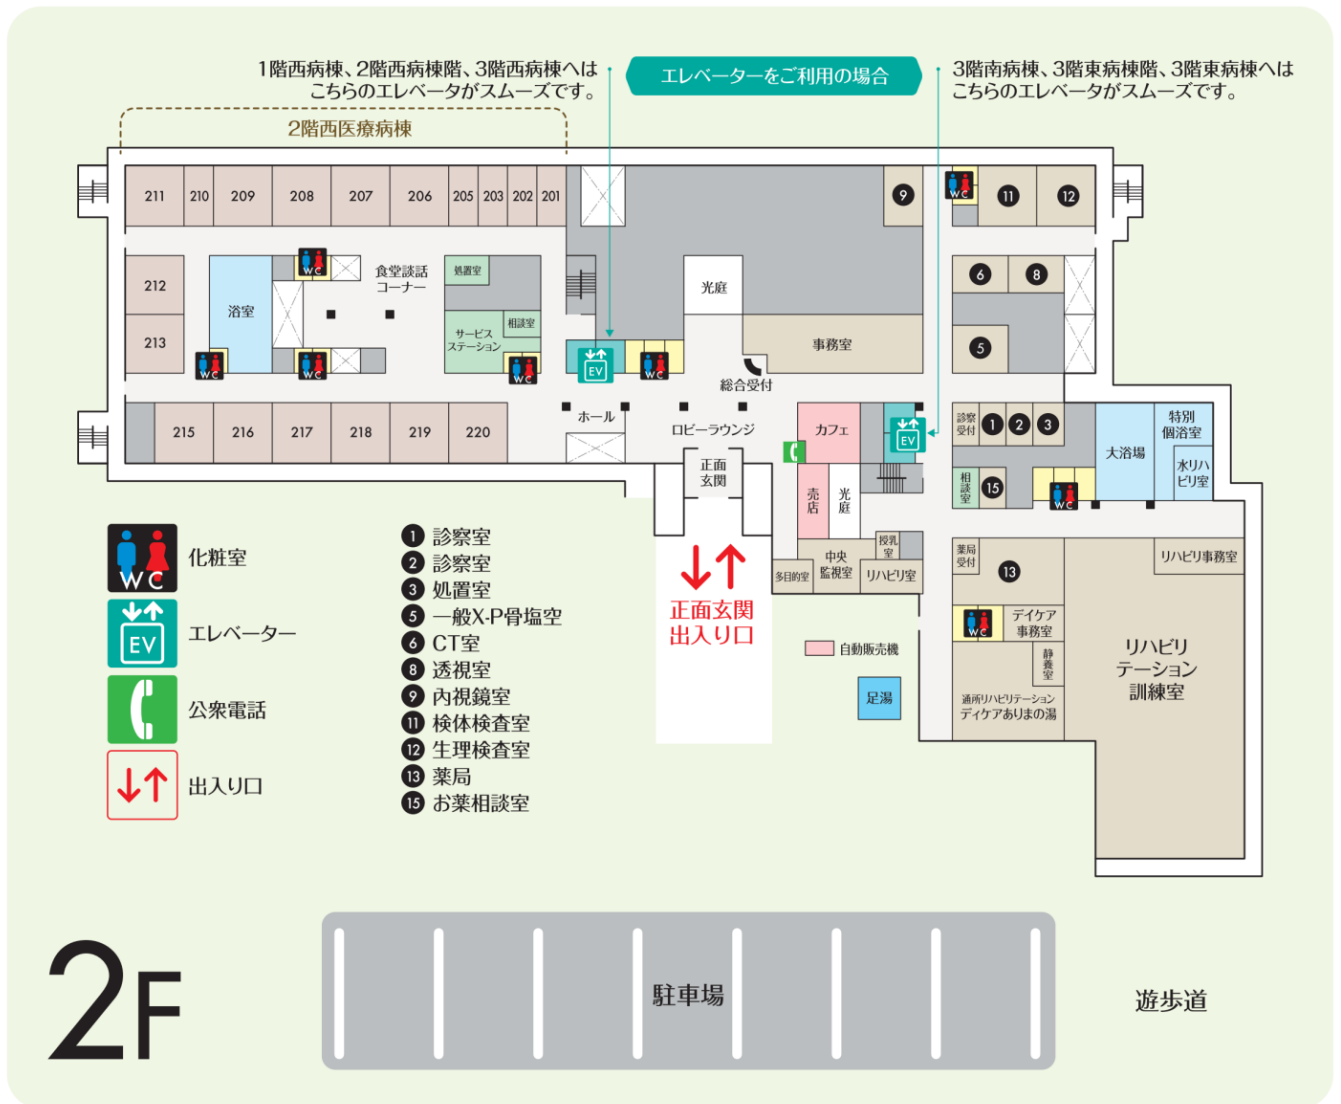 1階西病棟、2階西病棟階、3階西病棟へは
こちらのエレベータがスムーズです。
エレベーターをご利用の場合
3階南病棟、3階東病棟階、3階東病棟へは
こちらのエレベータがスムーズです。
2階西医療病棟
211
210
209
208
207
206
205
203
202
201
9
WC
11
12
212
213
浴室
WC
食堂談話
コーナー
処置室
相談室
サービス
ステーション
WC
WC
WC
EV
WC
光庭
事務室
総合受付
6
8
5
215
216
217
218
219
220
ホール
ロビーラウンジ
正面
玄関
カフェ
売店
光庭
EV
診察
受付
1
2
3
相談室
15
WC
大浴場
特別
個浴室
水リハ
ビリ室
授乳
室
中央
監視室
多目的室
リハビリ室
薬局
受付
13
リハビリ事務室
WC
デイケア
事務室
静養室
通所リハビリテーション
ディケアありまの湯
リハビリ
テーション
訓練室
正面玄関
出入り口
自動販売機
足湯
WC
化粧室
EV
エレベーター
公衆電話
出入り口
1 診察室
2 診察室
3 処置室
5 一般X-P骨塩空
6 CT室
8 透視室
9 内視鏡室
11 検体検査室
12 生理検査室
13 薬局
15 お薬相談室
2F
駐車場
遊歩道